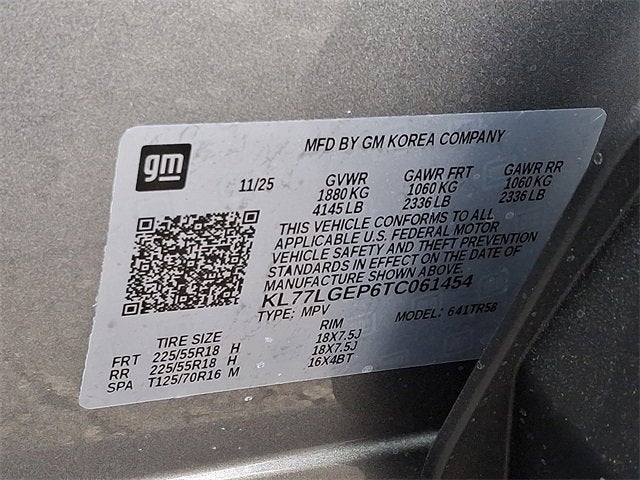 gm
MFD BY GM KOREA COMPANY
11/25 GVWR GAWR FRT GAWR RR
1880 KG 1060 KG 1060 KG
4145 LB 2336 LB 2336 LB
THIS VEHICLE CONFORMS TO ALL
APPLICABLE U.S. FEDERAL MOTOR
VEHICLE SAFETY AND THEFT PREVENTION
STANDARDS IN EFFECT ON THE DATE OF
MANUFACTURE SHOWN ABOVE.
KL77LGEP6TC061454
TYPE: MPV MODEL: 641TR58
TIRE SIZE RIM
FRT 225/55R18 H 18X7.5J
RR 225/55R18 H 18X7.5J
SPA T125/70R16 M 16X4BT